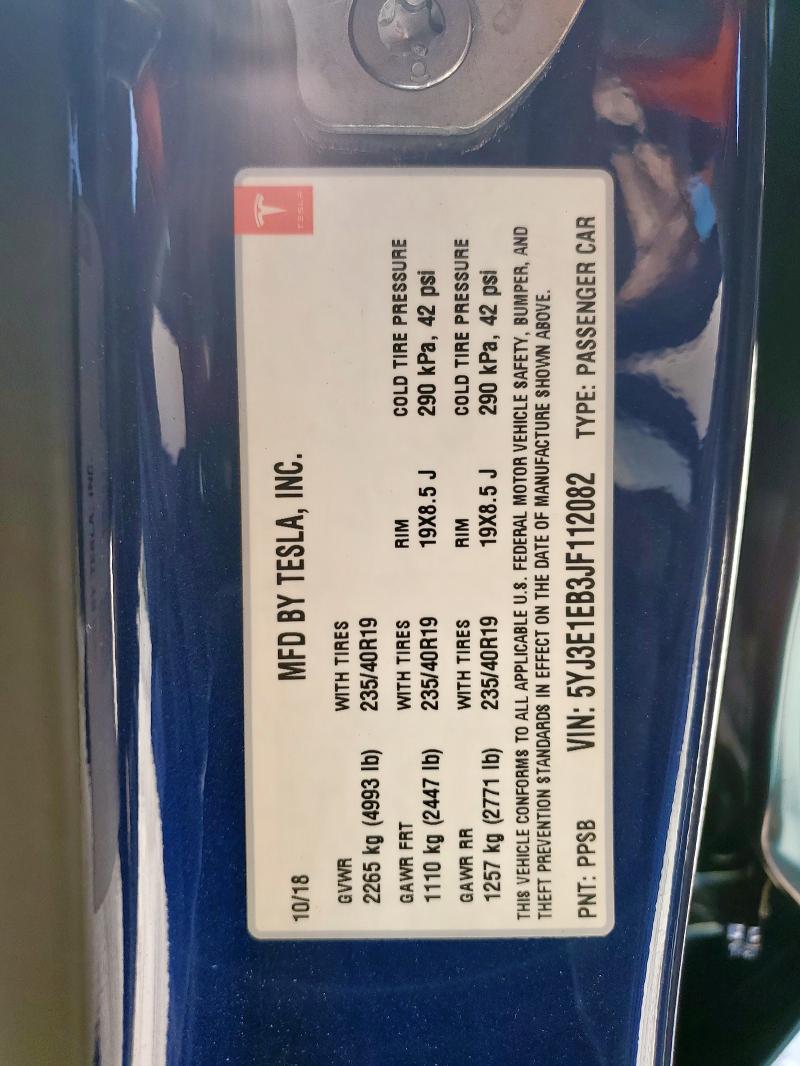 TESLA
MFD BY TESLA, INC.
10/18
GVWR WITH TIRES
2265 kg (4993 lb) 235/40R19
GAWR FRT WITH TIRES RIM COLD TIRE PRESSURE
1110 kg (2447 lb) 235/40R19 19X8.5 J 290 kPa, 42 psi
GAWR RR WITH TIRES RIM COLD TIRE PRESSURE
1257 kg (2771 lb) 235/40R19 19X8.5 J 290 kPa, 42 psi
THIS VEHICLE CONFORMS TO ALL APPLICABLE U.S. FEDERAL MOTOR VEHICLE SAFETY, BUMPER, AND
THEFT PREVENTION STANDARDS IN EFFECT ON THE DATE OF MANUFACTURE SHOWN ABOVE.
PNT: PPSB VIN: 5YJ3E1EB3JF112082 TYPE: PASSENGER CAR